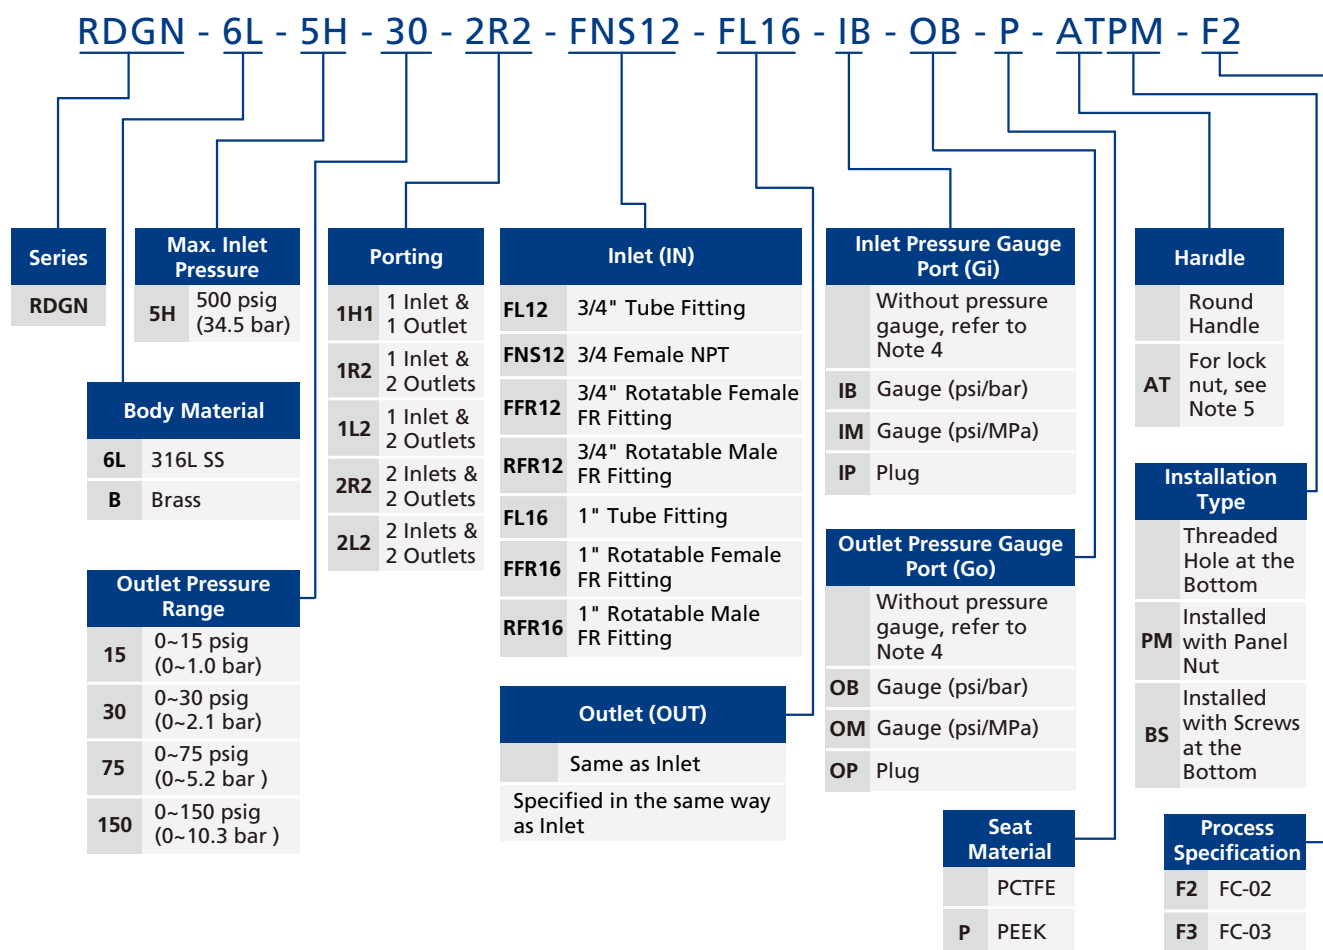 RDGN - 6L - 5H - 30 - 2R2 - FNS12 - FL16 - IB - OB - P - ATPM - F2
Series
RDGN
Max. Inlet
Pressure
5H 500 psig
(34.5 bar)
Body Material
6L 316L SS
B Brass
Outlet Pressure
Range
15 0~15 psig
(0~1.0 bar)
30 0~30 psig
(0~2.1 bar)
75 0~75 psig
(0~5.2 bar )
150 0~150 psig
(0~10.3 bar )
Porting
1H1 1 Inlet &
1 Outlet
1R2 1 Inlet &
2 Outlets
1L2 1 Inlet &
2 Outlets
2R2 2 Inlets &
2 Outlets
2L2 2 Inlets &
2 Outlets
Inlet (IN)
FL12 3/4" Tube Fitting
FNS12 3/4 Female NPT
FFR12 3/4" Rotatable Female
FR Fitting
RFR12 3/4" Rotatable Male
FR Fitting
FL16 1" Tube Fitting
FFR16 1" Rotatable Female
FR Fitting
RFR16 1" Rotatable Male
FR Fitting
Outlet (OUT)
Same as Inlet
Specified in the same way
as Inlet
Inlet Pressure Gauge
Port (Gi)
Without pressure
gauge, refer to
Note 4
IB Gauge (psi/bar)
IM Gauge (psi/MPa)
IP Plug
Outlet Pressure Gauge
Port (Go)
Without pressure
gauge, refer to
Note 4
OB Gauge (psi/bar)
OM Gauge (psi/MPa)
OP Plug
Seat
Material
PCTFE
P PEEK
Handle
Round
Handle
AT For lock
nut, see
Note 5
Installation
Type
Threaded
Hole at the
Bottom
PM Installed
with Panel
Nut
BS Installed
with Screws
at the
Bottom
Process
Specification
F2 FC-02
F3 FC-03